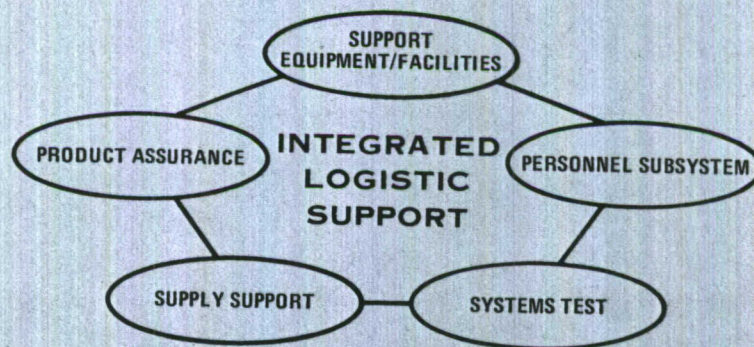 SUPPORT
EQUIPMENT/FACILITIES
PRODUCT ASSURANCE
INTEGRATED
LOGISTIC
SUPPORT
PERSONNEL SUBSYSTEM
SUPPLY SUPPORT
SYSTEMS TEST